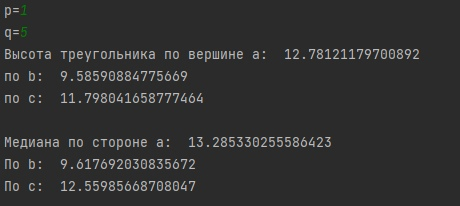 p=1
q=5
Высота треугольника по вершине a:  12.78121179700892
по b:  9.58590884775669
по c:  11.798041658777464
Медиана по стороне a:  13.285330255586423
По b:  9.617692030835672
По c:  12.55985668708047